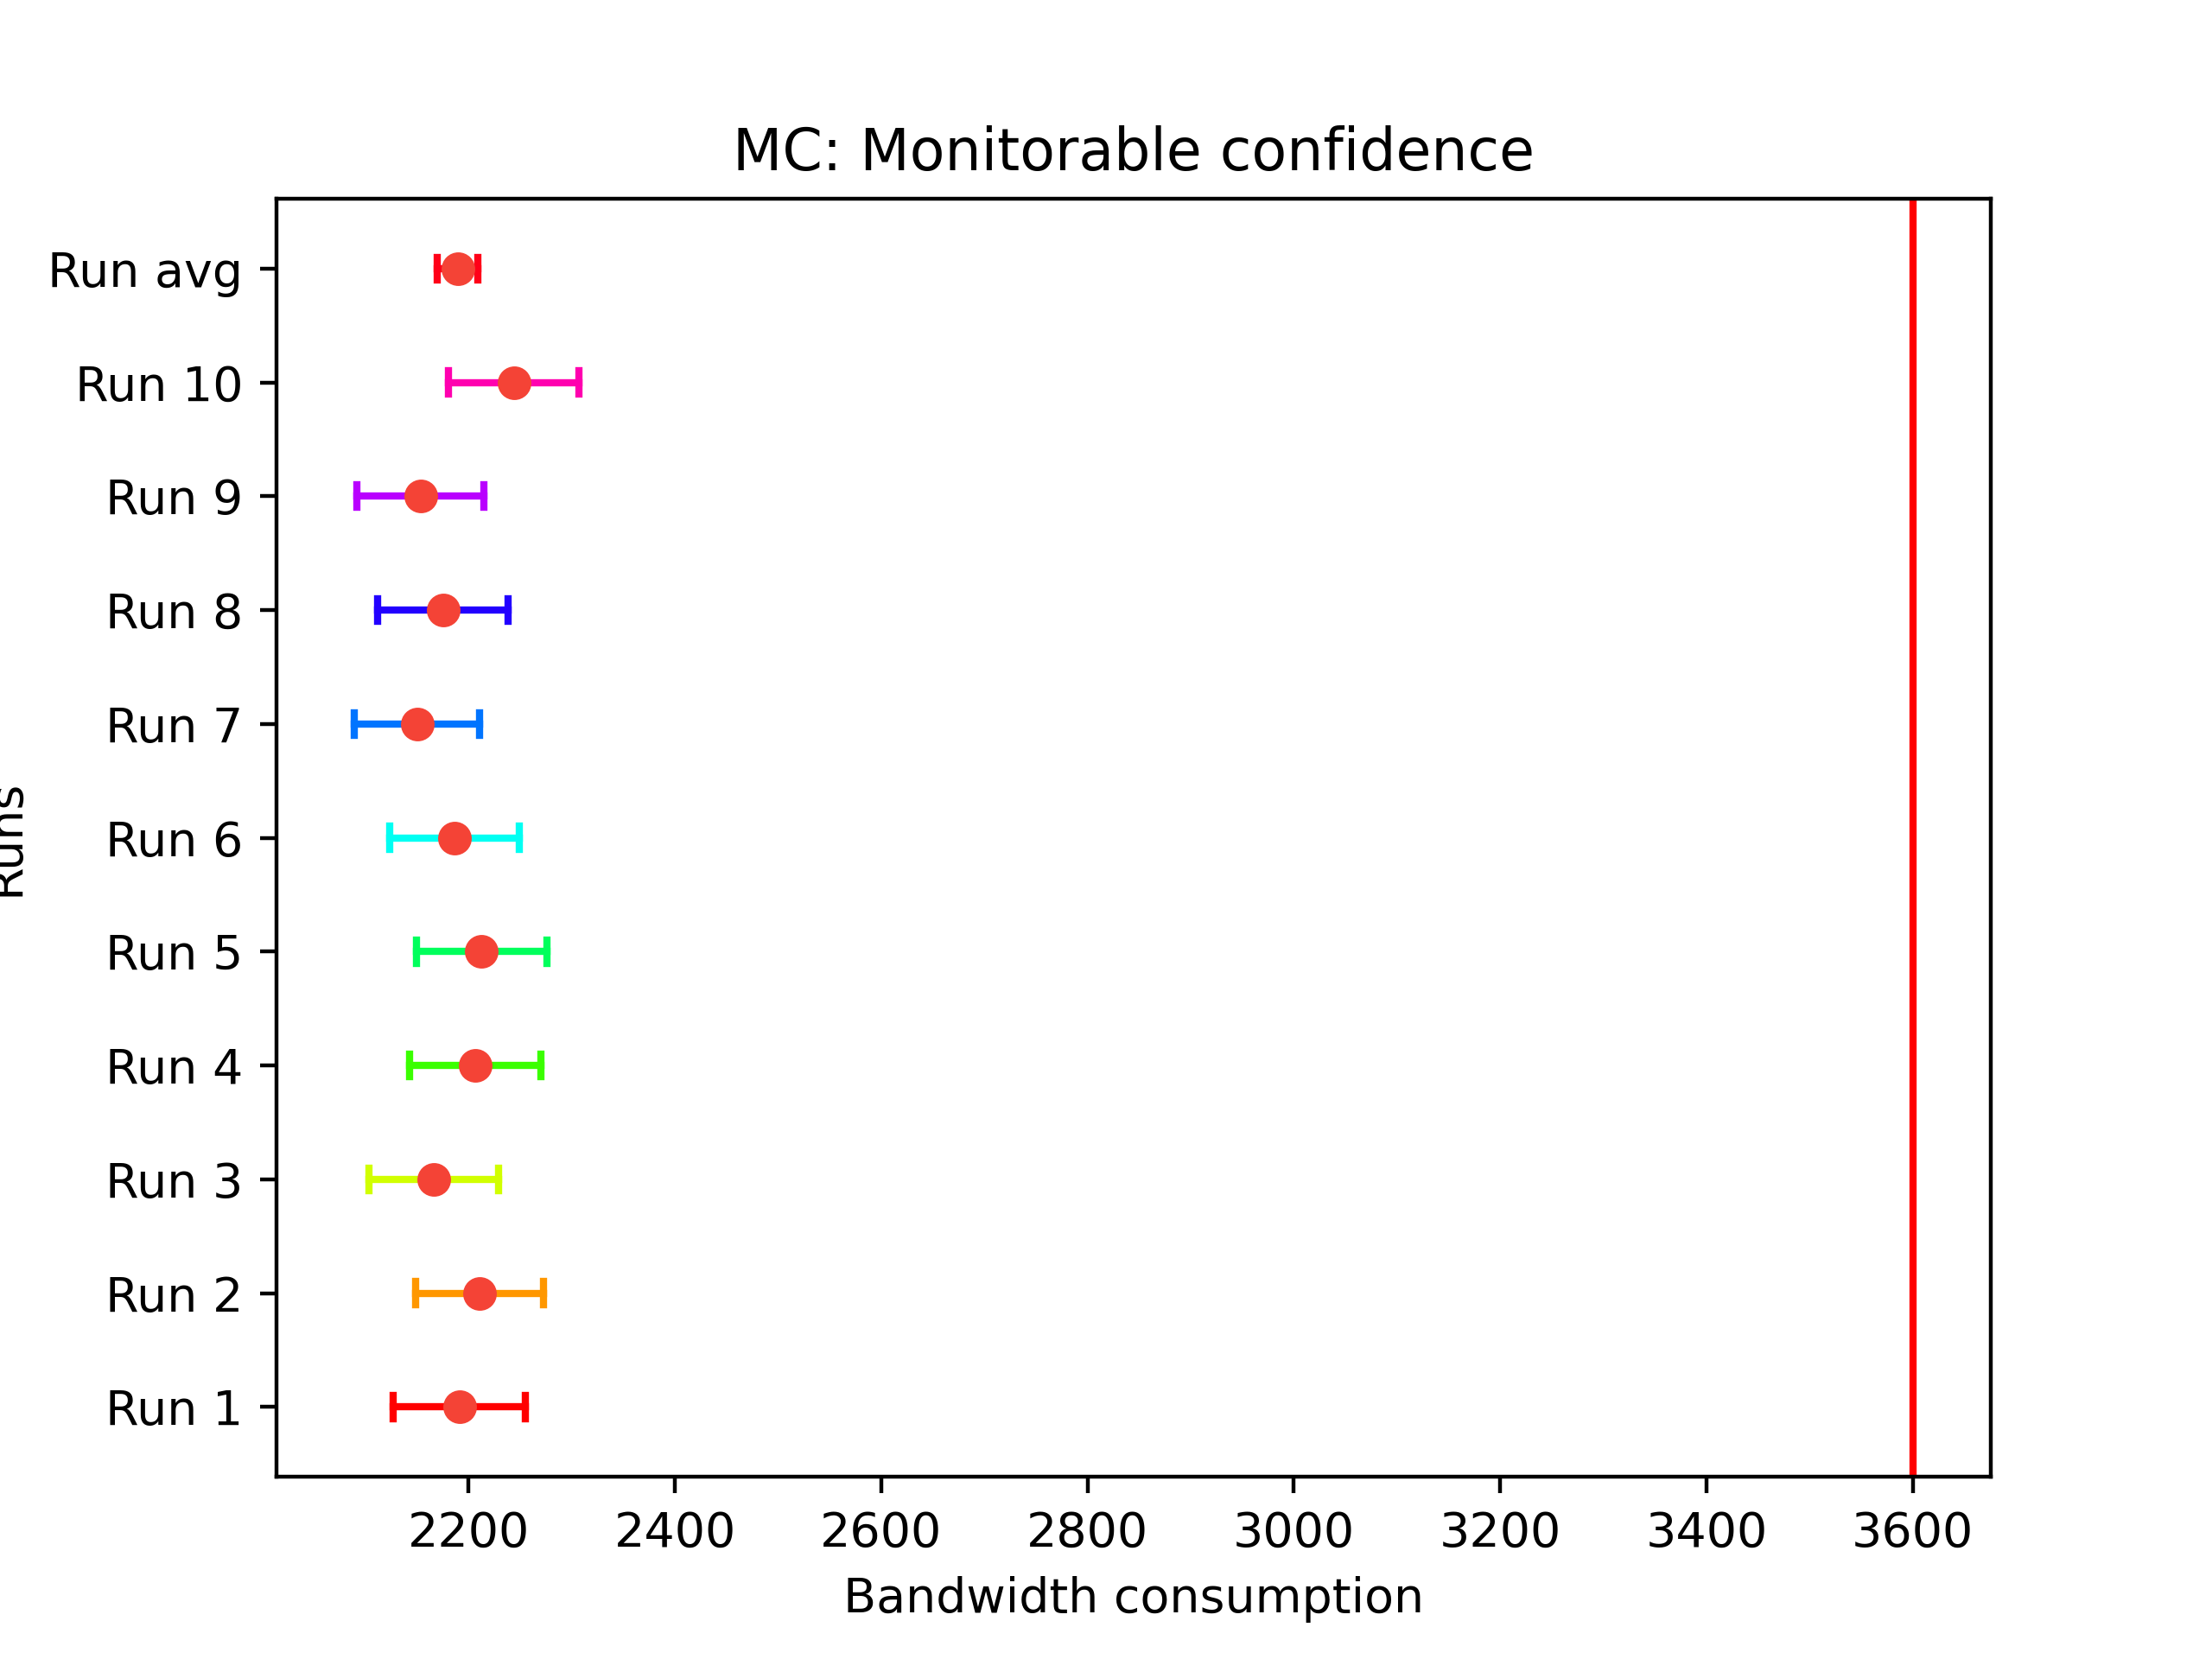 MC: Monitorable confidence
Run avg
Run 10
Run 9
Run 8
Run 7
Run 6
Run 5
Run 4
Run 3
Run 2
Run 1
Runs
2200 2400 2600 2800 3000 3200 3400 3600
Bandwidth consumption